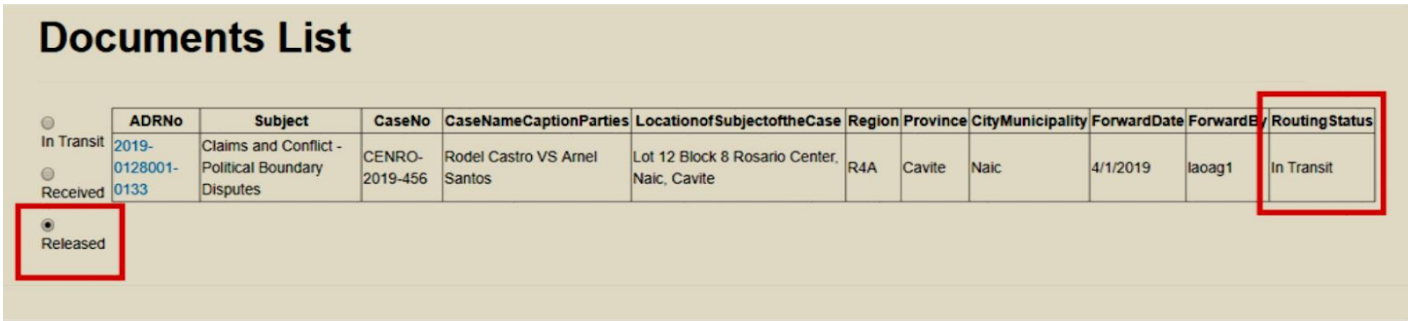 Documents List
In Transit
Received
Released
ADRNo Subject CaseNo CaseNameCaptionParties LocationofSubjectoftheCase Region Province CityMunicipality ForwardDate ForwardBy RoutingStatus
2019-
0128001-
0133
Claims and Conflict -
Political Boundary
Disputes
CENRO-
2019-456
Rodel Castro VS Arnel
Santos
Lot 12 Block 8 Rosario Center,
Naic, Cavite
R4A
Cavite
Naic
4/1/2019
laoag1
In Transit